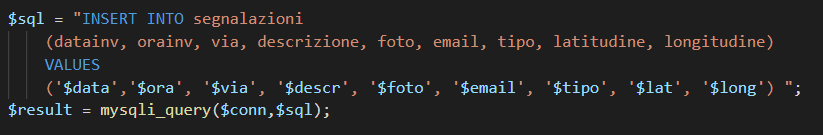 $sql = "INSERT INTO segnalazioni
(datainv, orainv, via, descrizione, foto, email, tipo, latitudine, longitudine)
VALUES
('$data','$ora', '$via', '$descr', '$foto', '$email', '$tipo', '$lat', '$long') ";
$result = mysqli_query($conn,$sql);